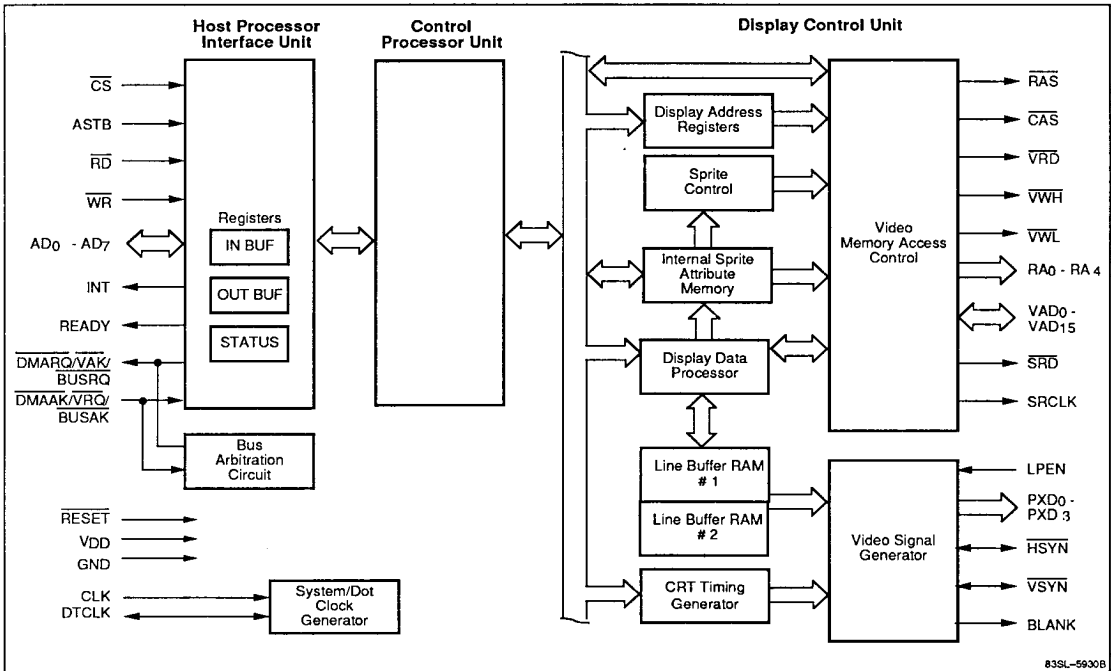 Host Processor
Interface Unit
Control
Processor Unit
Display Control Unit
CS
ASTB
RD
WR
AD0 - AD7
INT
READY
DMARQ/VAK/
BUSRQ
DMAAK/VRQ/
BUSAK
Registers
IN BUF
OUT BUF
STATUS
Bus
Arbitration
Circuit
RESET
VDD
GND
CLK
DTCLK
System/Dot
Clock
Generator
Display Address
Registers
Sprite
Control
Internal Sprite
Attribute
Memory
Display Data
Processor
Line Buffer RAM
# 1
Line Buffer RAM
# 2
CRT Timing
Generator
Video
Memory Access
Control
Video Signal
Generator
RAS
CAS
VRD
VWH
VWL
RA0 - RA4
VAD0 -
VAD15
SRD
SRCLK
LPEN
PXD0 -
PXD3
HSYN
VSYN
BLANK
83SL-5930B